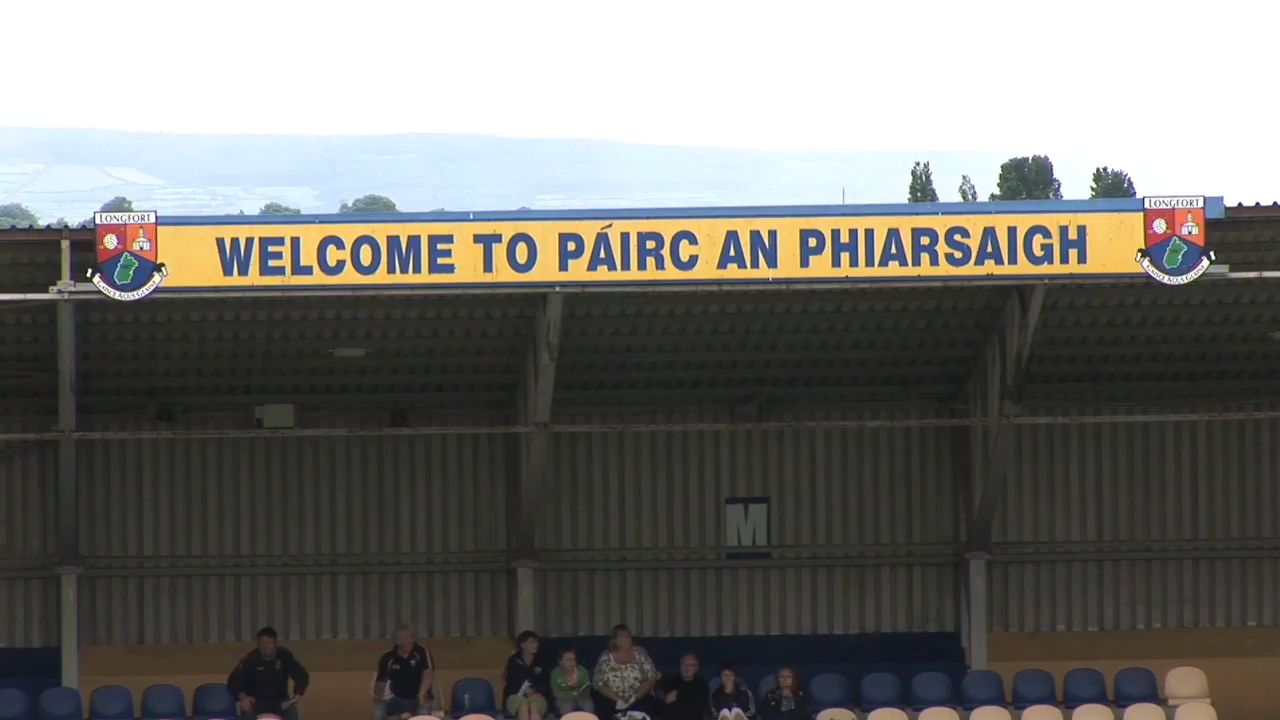 LONGFORT
WELCOME TO PÁIRC AN PHIARSAIGH
LONGFORT
M